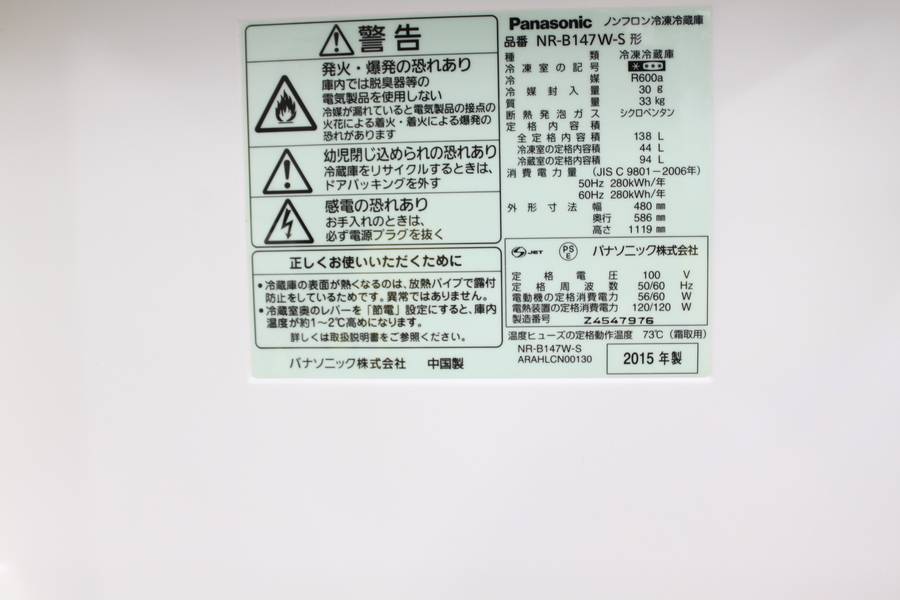 警告
発火・爆発の恐れあり
庫内では脱臭器等の
電気製品を使用しない
冷媒が漏れていると電気製品の接点の
火花による着火・着火による爆発の
恐れがあります
幼児閉じ込められの恐れあり
冷蔵庫をリサイクルするときは、
ドアパッキングを外す
感電の恐れあり
お手入れのときは、
必ず電源プラグを抜く
正しくお使いいただくために
•冷蔵庫の表面が熱くなるのは、放熱パイプで露付
防止をしているためです。異常ではありません。
•冷蔵室奥のレバーを「節電」設定にすると、庫内
温度が約1~2℃高めになります。
詳しくは取扱説明書をご参照ください。
パナソニック株式会社 中国製
Panasonic ノンフロン冷凍冷蔵庫
品番 NR-B147W-S 形
種類 冷凍冷蔵庫
冷凍室の記号 ****
冷媒 R600a
冷媒封入量 30 g
質量 33 kg
断熱発泡ガス シクロペンタン
定格内容積
全定格内容積 138 L
冷凍室の定格内容積 44 L
冷蔵室の定格内容積 94 L
消費電力量 (JIS C 9801-2006年)
50Hz 280kWh/年
60Hz 280kWh/年
外形寸法 幅 480 mm
奥行 586 mm
高さ 1119 mm
JET PSE パナソニック株式会社
定格電圧 100 V
定格周波数 50/60 Hz
電動機の定格消費電力 56/60 W
電熱装置の定格消費電力 120/120 W
製造番号 Z4547976
温度ヒューズの定格動作温度 73℃ (霜取用)
NR-B147W-S
ARAHLCN00130
2015 年製